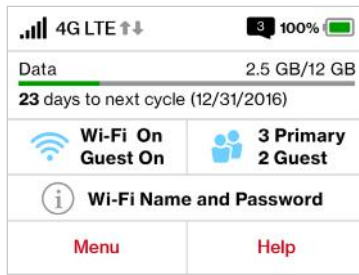 4G LTE 3 100%
Data 2.5 GB/12 GB
23 days to next cycle (12/31/2016)
Wi-Fi On 3 Primary
Guest On 2 Guest
i Wi-Fi Name and Password
Menu Help